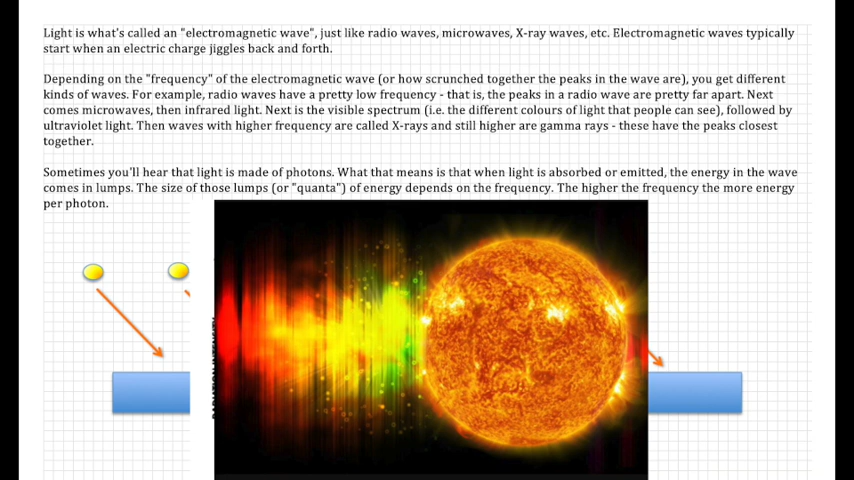 Light is what's called an "electromagnetic wave", just like radio waves, microwaves, X-ray waves, etc. Electromagnetic waves typically
start when an electric charge jiggles back and forth.
Depending on the "frequency" of the electromagnetic wave (or how scrunched together the peaks in the wave are), you get different
kinds of waves. For example, radio waves have a pretty low frequency - that is, the peaks in a radio wave are pretty far apart. Next
comes microwaves, then infrared light. Next is the visible spectrum (i.e. the different colours of light that people can see), followed by
ultraviolet light. Then waves with higher frequency are called X-rays and still higher are gamma rays - these have the peaks closest
together.
Sometimes you'll hear that light is made of photons. What that means is that when light is absorbed or emitted, the energy in the wave
comes in lumps. The size of those lumps (or "quanta") of energy depends on the frequency. The higher the frequency the more energy
per photon.